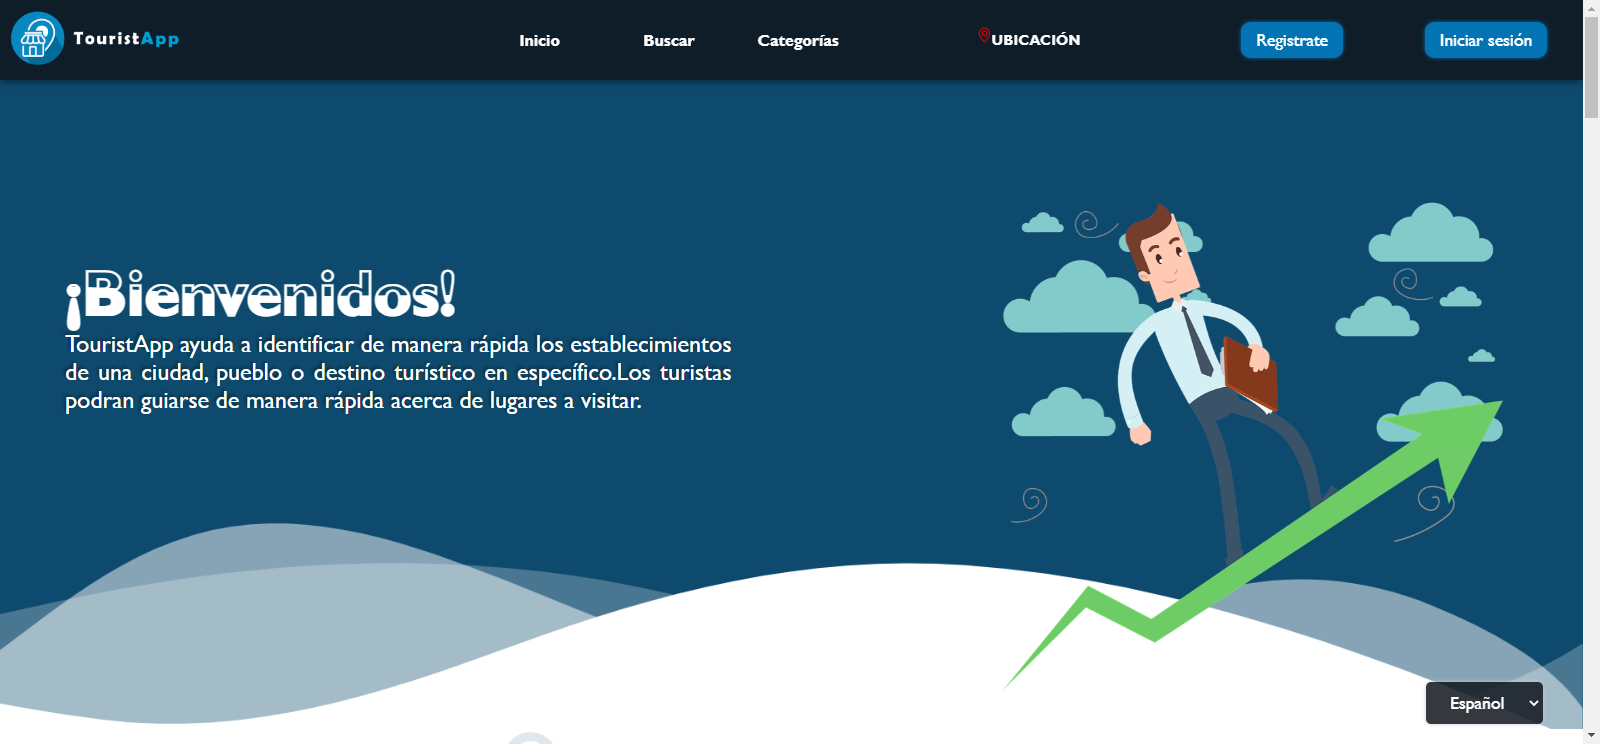 TouristApp
Inicio
Buscar
Categorías
UBICACIÓN
Registrate
Iniciar sesión
¡Bienvenidos!
TouristApp ayuda a identificar de manera rápida los establecimientos
de una ciudad, pueblo o destino turístico en específico.Los turistas
podran guiarse de manera rápida acerca de lugares a visitar.
Español